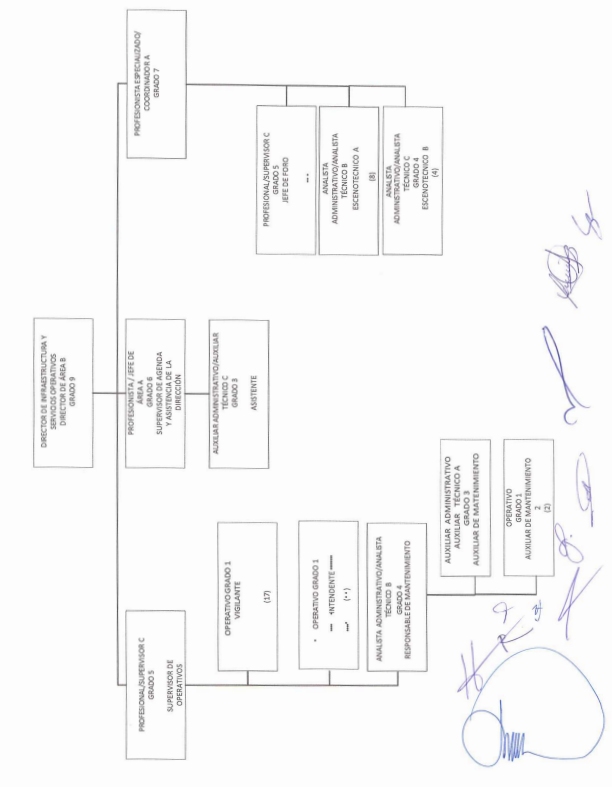 DIRECTOR DE INFRAESTRUCTURA Y
SERVICIOS OPERATIVOS
DIRECTOR DE ÁREA B
GRADO 9
PROFESIONAL/SUPERVISOR C
GRADO 5
SUPERVISOR DE
OPERATIVOS
PROFESIONISTA / JEFE DE
ÁREA A
GRADO 6
SUPERVISOR DE AGENDA
Y ASISTENCIA DE LA
DIRECCIÓN
PROFESIONISTA ESPECIALIZADO/
COORDINADOR A
GRADO 7
AUXILIAR ADMINISTRATIVO/AUXILIAR
TÉCNICO C
GRADO 3
ASISTENTE
OPERATIVO GRADO 1
VIGILANTE
(17)
OPERATIVO GRADO 1
INTENDENTE
ANALISTA ADMINISTRATIVO/ANALISTA
TÉCNICO B
GRADO 4
RESPONSABLE DE MANTENIMIENTO
AUXILIAR ADMINISTRATIVO
AUXILIAR TÉCNICO A
GRADO 3
AUXILIAR DE MATENIMIENTO
OPERATIVO
GRADO 1
AUXILIAR DE MANTENIMIENTO
2
(2)
PROFESIONAL/SUPERVISOR C
GRADO 5
JEFE DE FORO
ANALISTA
ADMINISTRATIVO/ANALISTA
TÉCNICO B
ESCENOTECNICO A
(8)
ANALISTA
ADMINISTRATIVO/ANALISTA
TÉCNICO C
GRADO 4
ESCENOTECNICO B
(4)